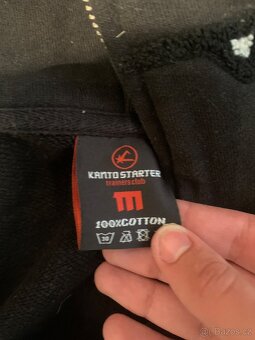 KANTO STARTER
trainers club
M
100% COTTON
30